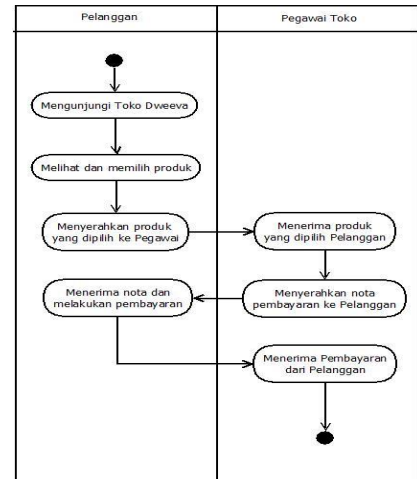 Pelanggan
Pegawai Toko
Mengunjungi Toko Dweeva
Melihat dan memilih produk
Menyerahkan produk
yang dipilih ke Pegawai
Menerima produk
yang dipilih Pelanggan
Menerima nota dan
melakukan pembayaran
Menyerahkan nota
pembayaran ke Pelanggan
Menerima Pembayaran
dari Pelanggan